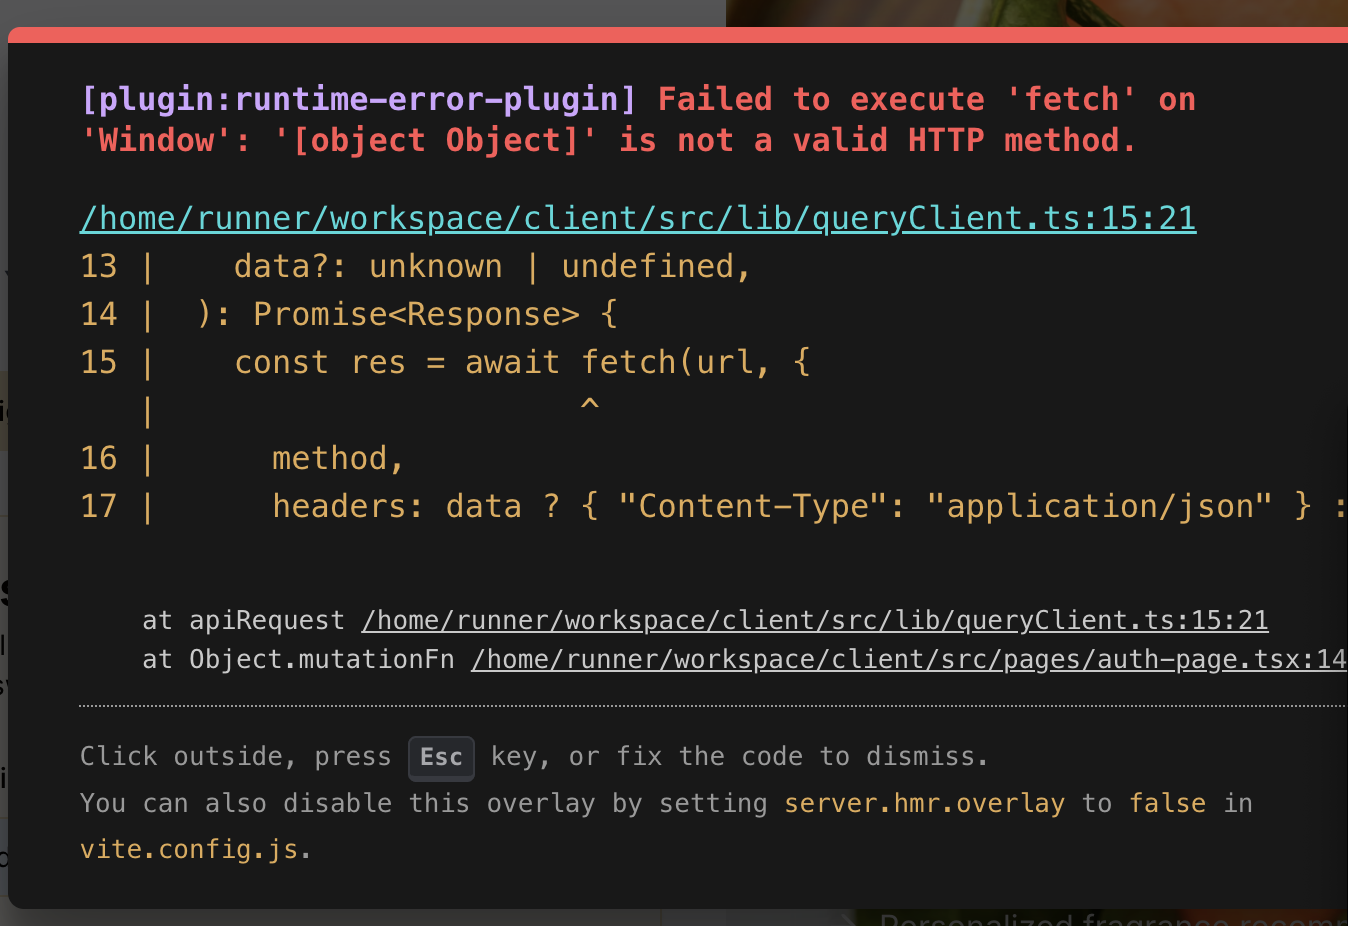 [plugin:runtime-error-plugin] Failed to execute 'fetch' on
'Window': '[object Object]' is not a valid HTTP method.
/home/runner/workspace/client/src/lib/queryClient.ts:15:21
13 |    data?: unknown | undefined,
14 |  ): Promise<Response> {
15 |    const res = await fetch(url, {
   |                      ^
16 |      method,
17 |      headers: data ? { "Content-Type": "application/json" } :
at apiRequest /home/runner/workspace/client/src/lib/queryClient.ts:15:21
at Object.mutationFn /home/runner/workspace/client/src/pages/auth-page.tsx:14
Click outside, press Esc key, or fix the code to dismiss.
You can also disable this overlay by setting server.hmr.overlay to false in
vite.config.js.
Personalized fragrance